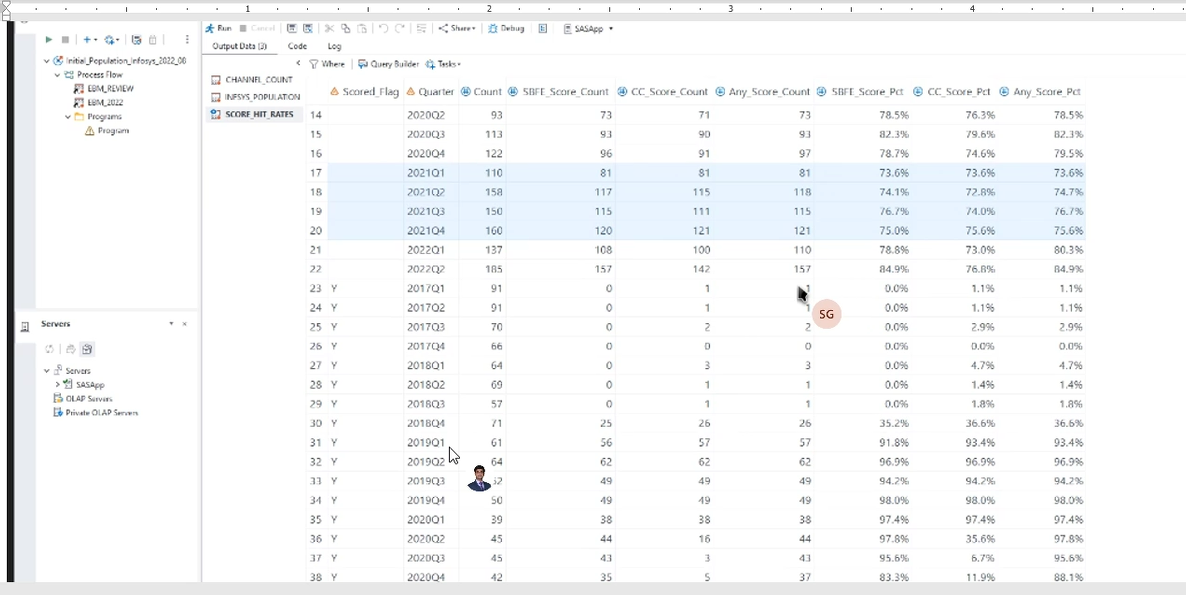 1 2 3 4
Run Cancel Share Debug SASApp
Output Data (3) Code Log
Where Query Builder Tasks
Initial_Population_Infosys_2022_08
Process Flow
EBM_REVIEW
EBM_2022
Programs
Program
Servers
Servers
SASApp
OLAP Servers
Private OLAP Servers
CHANNEL_COUNT
INFSYS_POPULATION
SCORE_HIT_RATES
Scored_Flag Quarter Count SBFE_Score_Count CC_Score_Count Any_Score_Count SBFE_Score_Pct CC_Score_Pct Any_Score_Pct
14 2020Q2 93 73 71 73 78.5% 76.3% 78.5%
15 2020Q3 113 93 90 93 82.3% 79.6% 82.3%
16 2020Q4 122 96 91 97 78.7% 74.6% 79.5%
17 2021Q1 110 81 81 81 73.6% 73.6% 73.6%
18 2021Q2 158 117 115 118 74.1% 72.8% 74.7%
19 2021Q3 150 115 111 115 76.7% 74.0% 76.7%
20 2021Q4 160 120 121 121 75.0% 75.6% 75.6%
21 2022Q1 137 108 100 110 78.8% 73.0% 80.3%
22 2022Q2 185 157 142 157 84.9% 76.8% 84.9%
23 Y 2017Q1 91 0 1 1 0.0% 1.1% 1.1%
24 Y 2017Q2 91 0 1 1 0.0% 1.1% 1.1%
SG
25 Y 2017Q3 70 0 2 2 0.0% 2.9% 2.9%
26 Y 2017Q4 66 0 0 0 0.0% 0.0% 0.0%
27 Y 2018Q1 64 0 3 3 0.0% 4.7% 4.7%
28 Y 2018Q2 69 0 1 1 0.0% 1.4% 1.4%
29 Y 2018Q3 57 0 1 1 0.0% 1.8% 1.8%
30 Y 2018Q4 71 25 26 26 35.2% 36.6% 36.6%
31 Y 2019Q1 61 56 57 57 91.8% 93.4% 93.4%
32 Y 2019Q2 64 62 62 62 96.9% 96.9% 96.9%
33 Y 2019Q3 49 49 49 94.2% 94.2% 94.2%
34 Y 2019Q4 50 49 49 49 98.0% 98.0% 98.0%
35 Y 2020Q1 39 38 38 38 97.4% 97.4% 97.4%
36 Y 2020Q2 45 44 16 44 97.8% 35.6% 97.8%
37 Y 2020Q3 45 43 3 43 95.6% 6.7% 95.6%
38 Y 2020Q4 42 35 5 37 83.3% 11.9% 88.1%